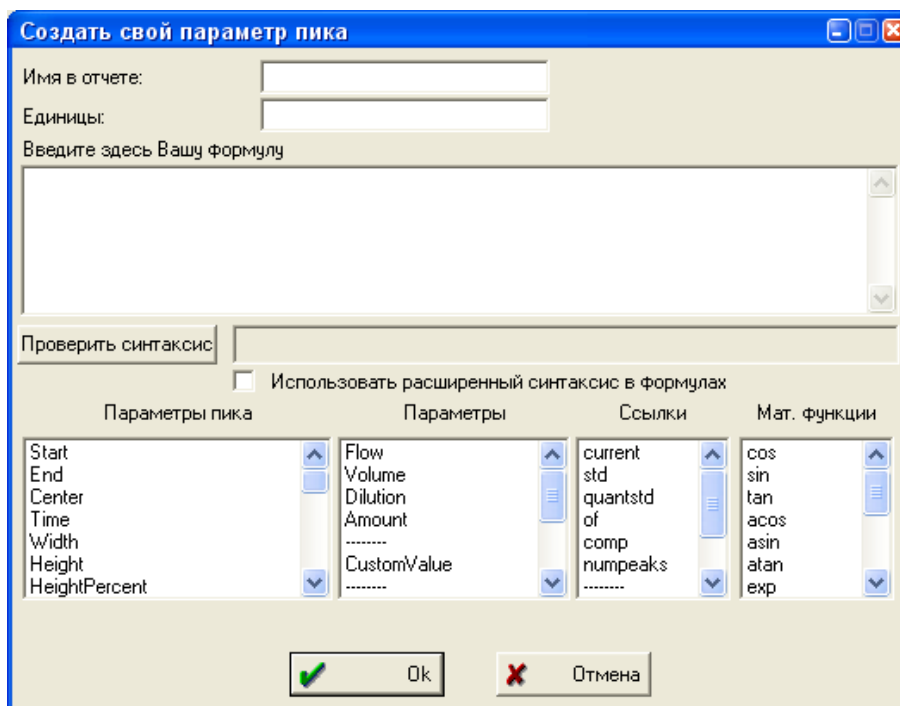 Создать свой параметр пика
Имя в отчете:
Единицы:
Введите здесь Вашу формулу
Проверить синтаксис
Использовать расширенный синтаксис в формулах
Параметры пика
Start
End
Center
Time
Width
Height
HeightPercent
Параметры
Flow
Volume
Dilution
Amount
--------
CustomValue
--------
Ссылки
current
std
quantstd
of
comp
numpeaks
--------
Мат. функции
cos
sin
tan
acos
asin
atan
exp
Ok
Отмена